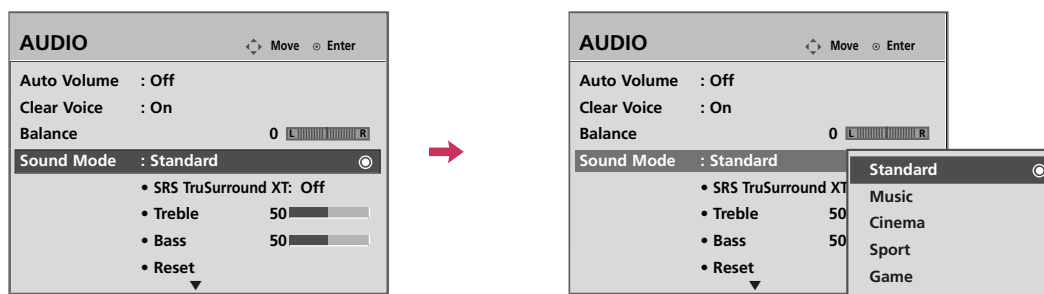 AUDIO Move Enter
Auto Volume : Off
Clear Voice : On
Balance 0 L R
Sound Mode : Standard
• SRS TruSurround XT: Off
• Treble 50
• Bass 50
• Reset
AUDIO Move Enter
Auto Volume : Off
Clear Voice : On
Balance 0 L R
Sound Mode : Standard
• SRS TruSurround XT
• Treble 50
• Bass 50
• Reset
Standard
Music
Cinema
Sport
Game